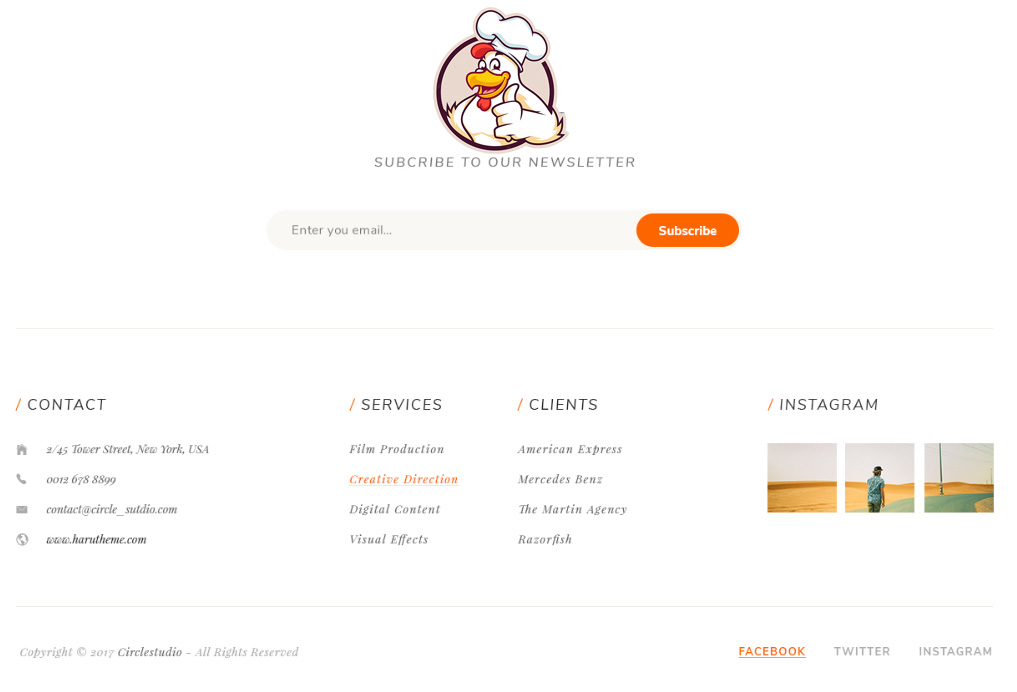 SUBCRIBE TO OUR NEWSLETTER
Enter you email...
Subscribe
/ CONTACT
2/45 Tower Street, New York, USA
0012 678 8899
contact@circle_sutdio.com
www.harutheme.com
/ SERVICES
Film Production
Creative Direction
Digital Content
Visual Effects
/ CLIENTS
American Express
Mercedes Benz
The Martin Agency
Razorfish
/ INSTAGRAM
Copyright © 2017 Circlestudio - All Rights Reserved
FACEBOOK TWITTER INSTAGRAM